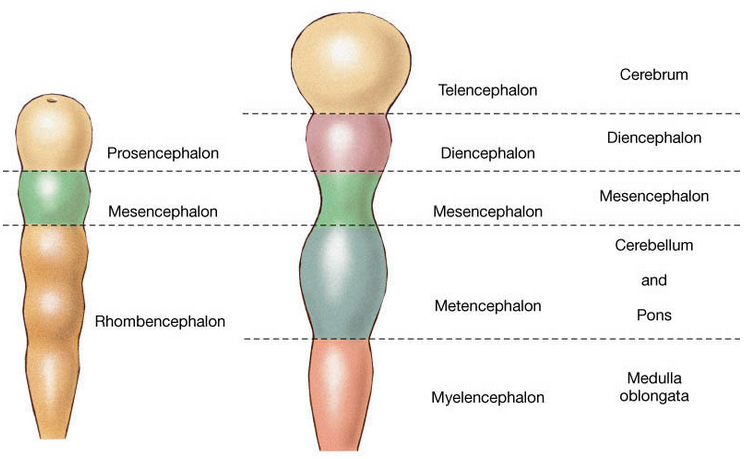 Prosencephalon
Mesencephalon
Rhombencephalon
Telencephalon
Diencephalon
Mesencephalon
Metencephalon
Myelencephalon
Cerebrum
Diencephalon
Mesencephalon
Cerebellum
and
Pons
Medulla
oblongata